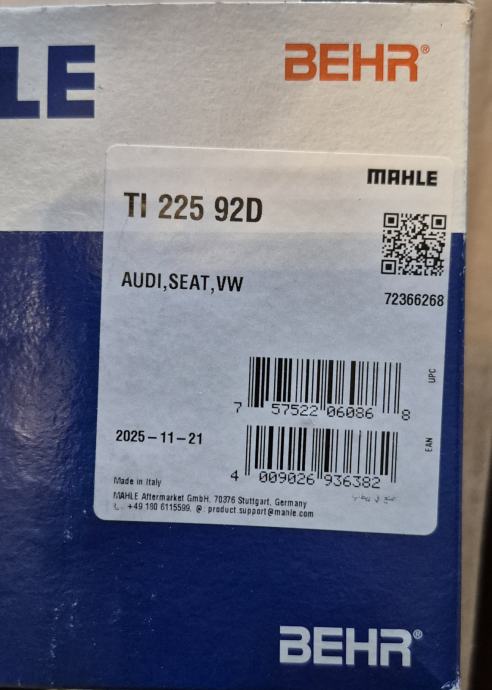 LE
BEHR®
MAHLE
TI 225 92D
AUDI,SEAT,VW
72366268
UPC
7 57522 06086 8
2025-11-21
EAN
4 009026 936382
Made in Italy
MAHLE Aftermarket GmbH, 70376 Stuttgart, Germany
+49 180 6115599, @: product.support@mahle.com
BEHR®